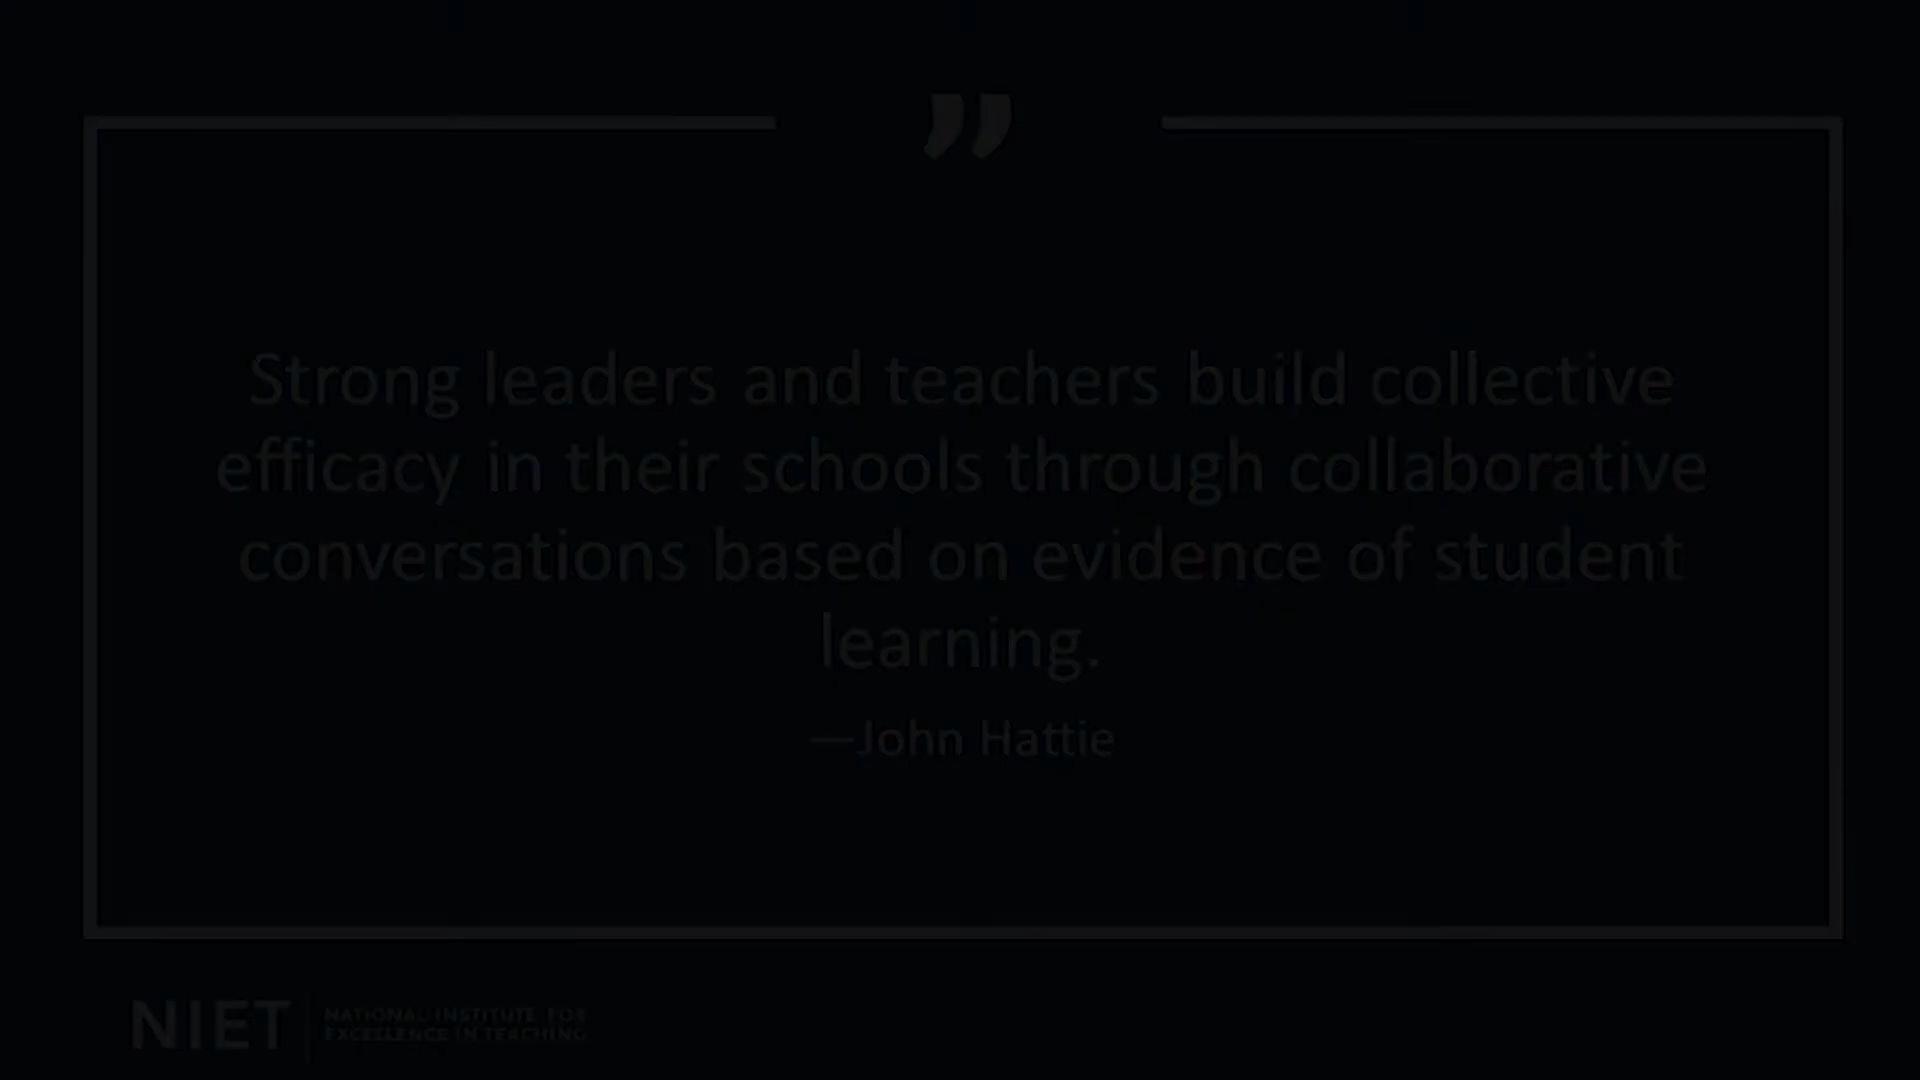 ”
Strong leaders and teachers build collective
efficacy in their schools through collaborative
conversations based on evidence of student
learning.
—John Hattie
NIET
NATIONAL INSTITUTE FOR
EXCELLENCE IN TEACHING